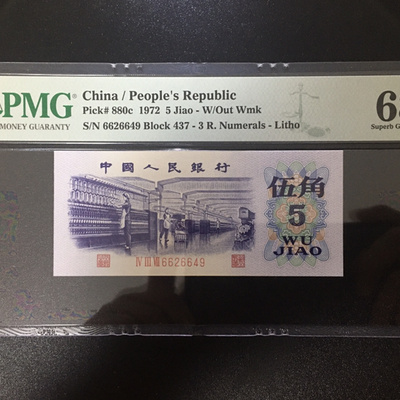 PMG
MONEY GUARANTY
China / People's Republic
Pick# 880c 1972 5 Jiao - W/Out Wmk
S/N 6626649 Block 437 - 3 R. Numerals - Litho
6
Superb G
中國人民銀行
伍角
5
WU
JIAO
IV III VII 6626649